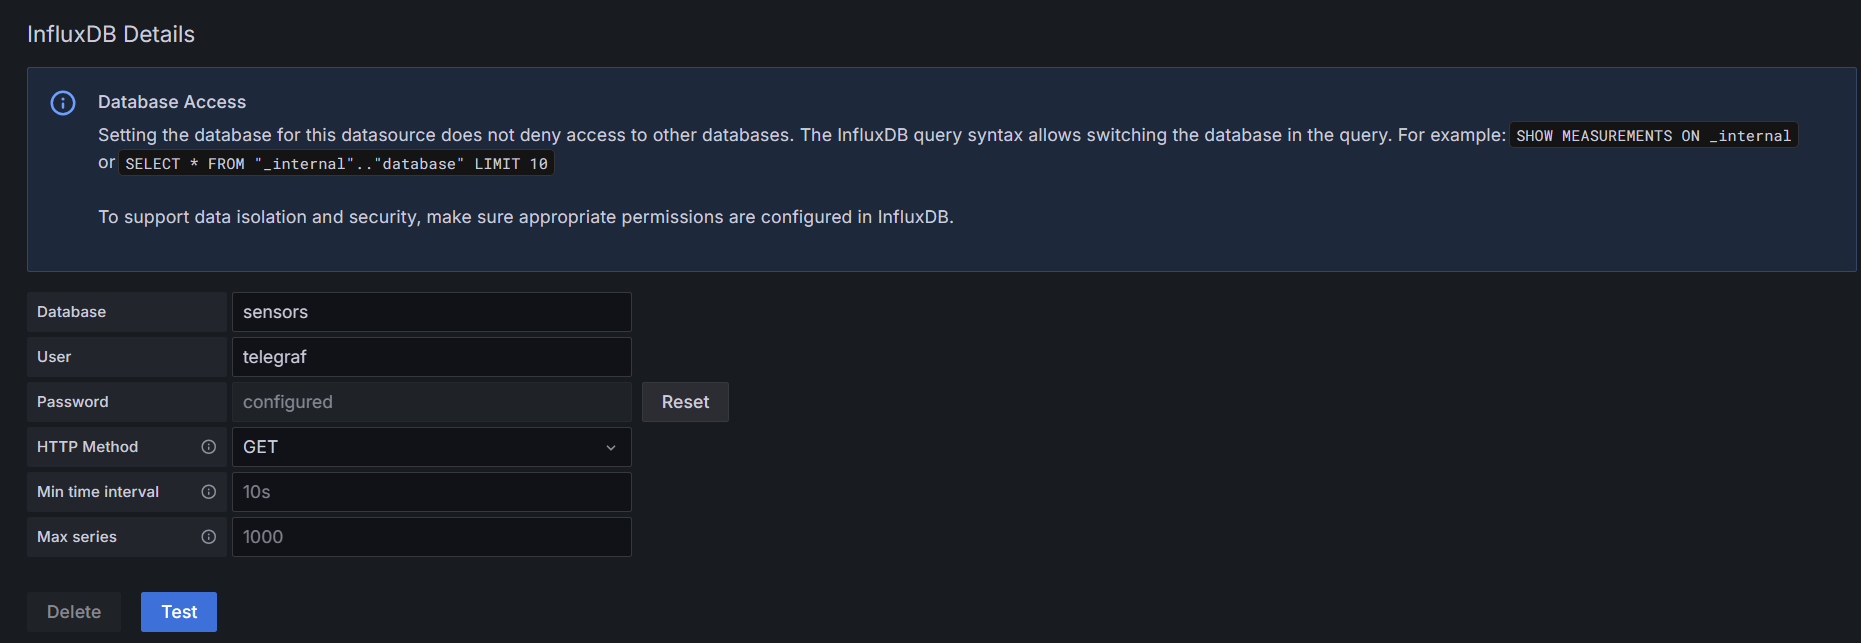 InfluxDB Details
Database Access
Setting the database for this datasource does not deny access to other databases. The InfluxDB query syntax allows switching the database in the query. For example: SHOW MEASUREMENTS ON _internal
or SELECT * FROM "_internal".."database" LIMIT 10
To support data isolation and security, make sure appropriate permissions are configured in InfluxDB.
Database sensors
User telegraf
Password configured Reset
HTTP Method GET
Min time interval 10s
Max series 1000
Delete Test